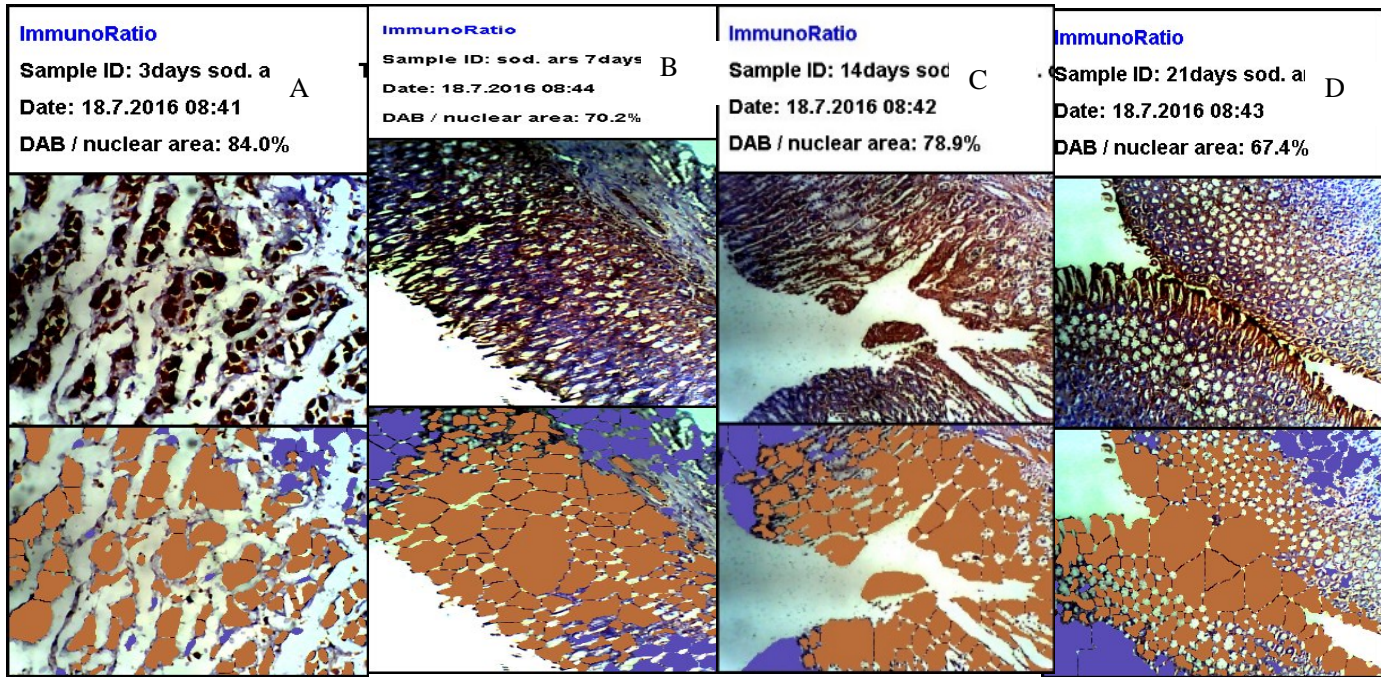 ImmunoRatio
Sample ID: 3days sod. a
A
Date: 18.7.2016 08:41
DAB / nuclear area: 84.0%
ImmunoRatio
Sample ID: sod. ars 7days
B
Date: 18.7.2016 08:44
DAB / nuclear area: 70.2%
ImmunoRatio
Sample ID: 14days sod
C
Date: 18.7.2016 08:42
DAB / nuclear area: 78.9%
ImmunoRatio
Sample ID: 21days sod. a
D
Date: 18.7.2016 08:43
DAB / nuclear area: 67.4%